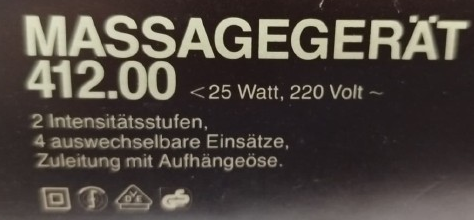 MASSAGEGERÄT
412.00 <25 Watt, 220 Volt ~
2 Intensitätsstufen,
4 auswechselbare Einsätze,
Zuleitung mit Aufhängeöse.